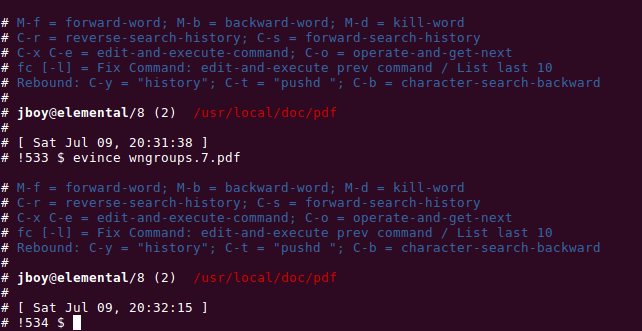 # M-f = forward-word; M-b = backward-word; M-d = kill-word
# C-r = reverse-search-history; C-s = forward-search-history
# C-x C-e = edit-and-execute-command; C-o = operate-and-get-next
# fc [-l] = Fix Command: edit-and-execute prev command / List last 10
# Rebound: C-y = "history"; C-t = "pushd "; C-b = character-search-backward
#
# jboy@elemental/8 (2)  /usr/local/doc/pdf
#
# [ Sat Jul 09, 20:31:38 ]
# !533 $ evince wngroups.7.pdf
# M-f = forward-word; M-b = backward-word; M-d = kill-word
# C-r = reverse-search-history; C-s = forward-search-history
# C-x C-e = edit-and-execute-command; C-o = operate-and-get-next
# fc [-l] = Fix Command: edit-and-execute prev command / List last 10
# Rebound: C-y = "history"; C-t = "pushd "; C-b = character-search-backward
#
# jboy@elemental/8 (2)  /usr/local/doc/pdf
#
# [ Sat Jul 09, 20:32:15 ]
# !534 $